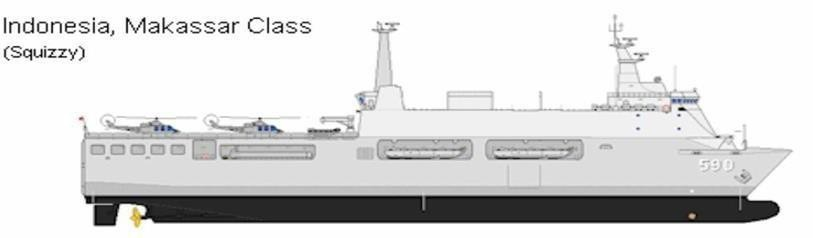 Indonesia, Makassar Class
(Squizzy)
590